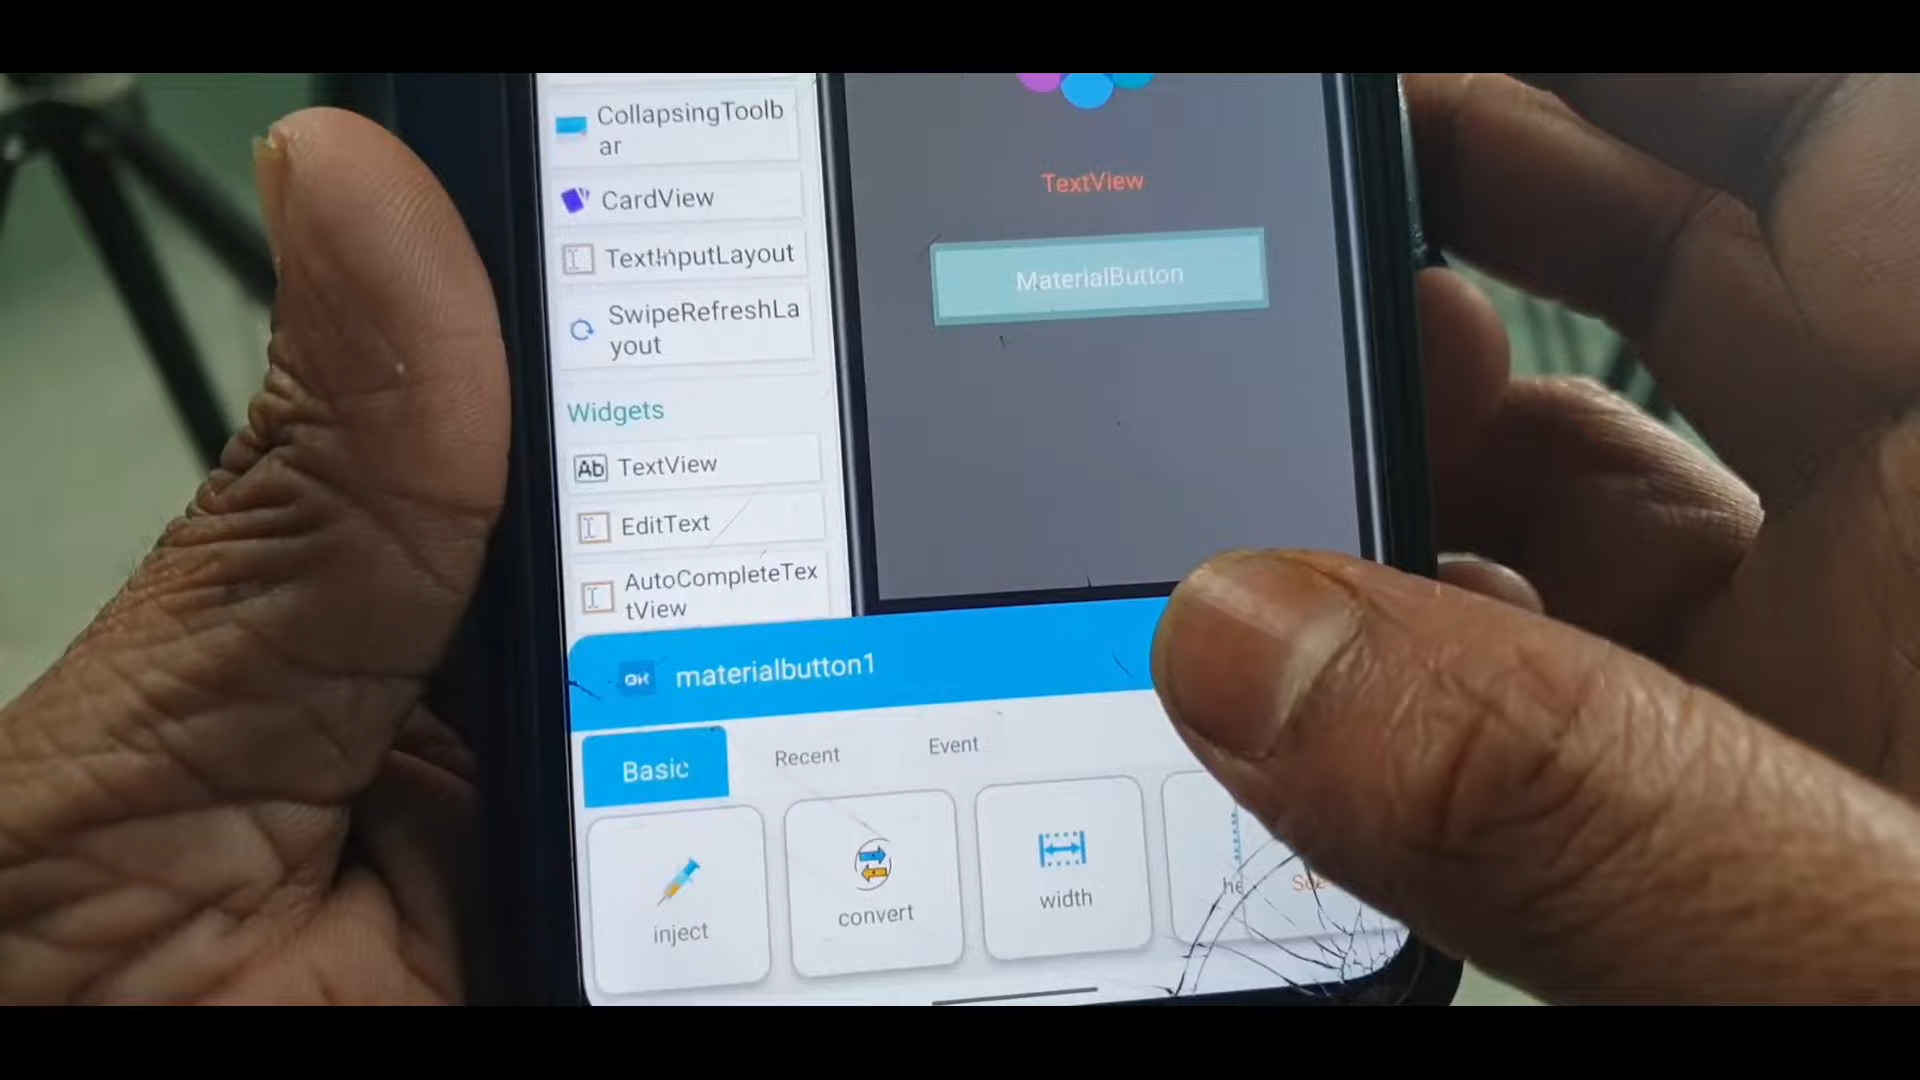 CollapsingToolb
ar
CardView
TextInputLayout
SwipeRefreshLa
yout
Widgets
Ab TextView
EditText
AutoCompleteTex
tView
TextView
MaterialButton
OK materialbutton1
Basic
Recent
Event
inject
convert
width